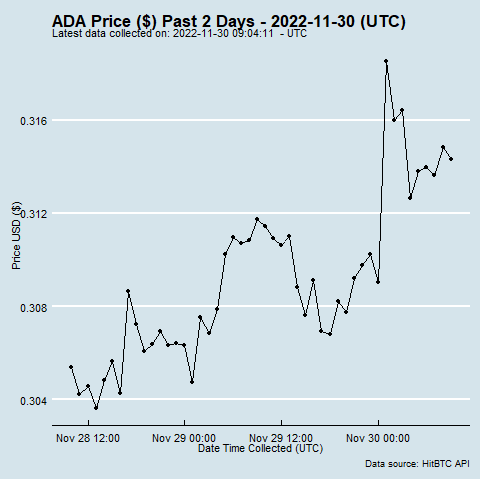 ADA Price ($) Past 2 Days - 2022-11-30 (UTC)
Latest data collected on: 2022-11-30 09:04:11 - UTC
0.316
0.312
0.308
0.304
Price USD ($)
Nov 28 12:00 Nov 29 00:00 Nov 29 12:00 Nov 30 00:00
Date Time Collected (UTC)
Data source: HitBTC API